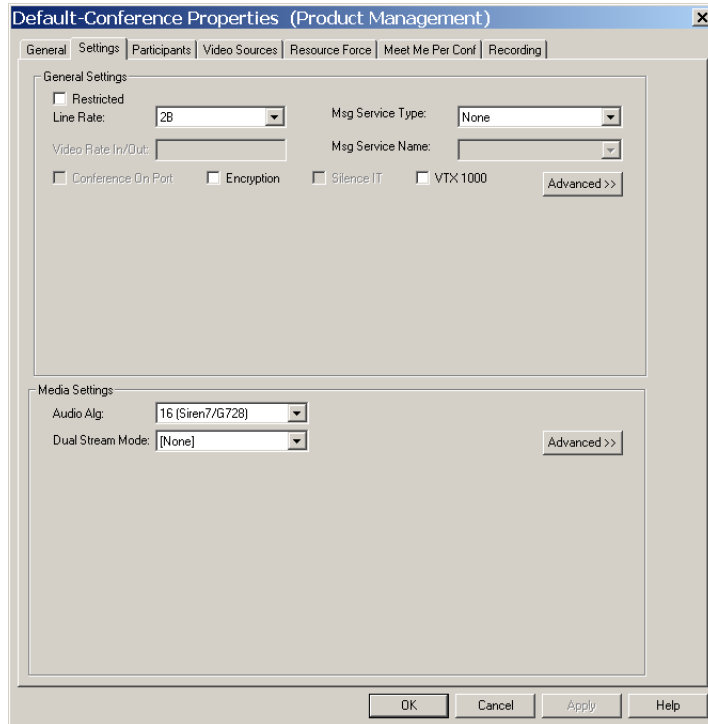 Default-Conference Properties (Product Management)
General Settings Participants Video Sources Resource Force Meet Me Per Conf Recording
General Settings
Restricted
Line Rate: 2B Msg Service Type: None
Video Rate In/Out: Msg Service Name:
Conference On Port Encryption Silence IT VTX 1000 Advanced >>
Media Settings
Audio Alg: 16 (Siren7/G728)
Dual Stream Mode: [None] Advanced >>
OK Cancel Apply Help